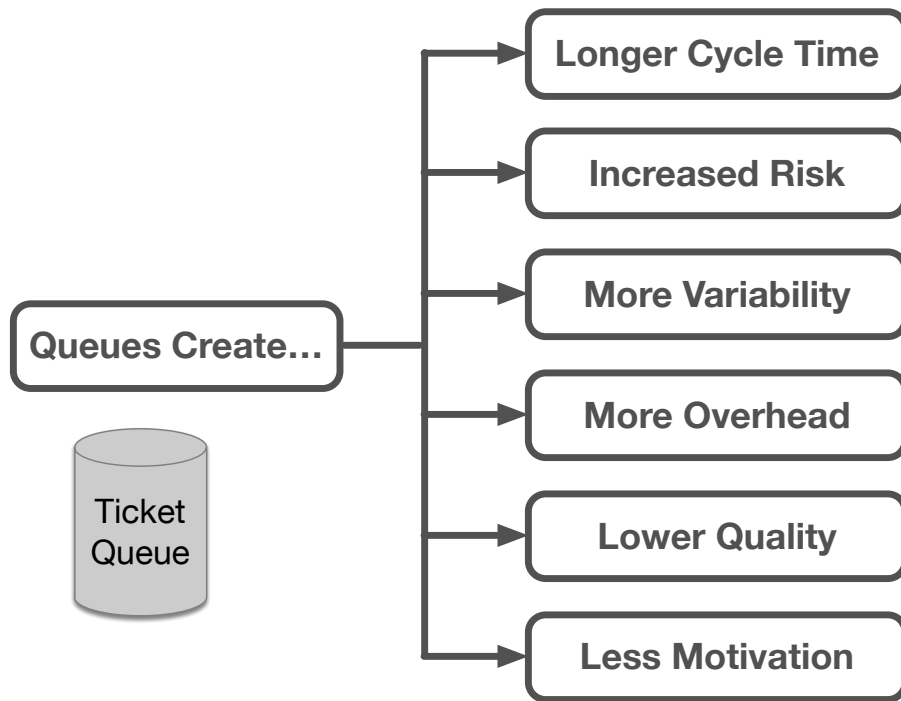 Queues Create…
Ticket
Queue
Longer Cycle Time
Increased Risk
More Variability
More Overhead
Lower Quality
Less Motivation